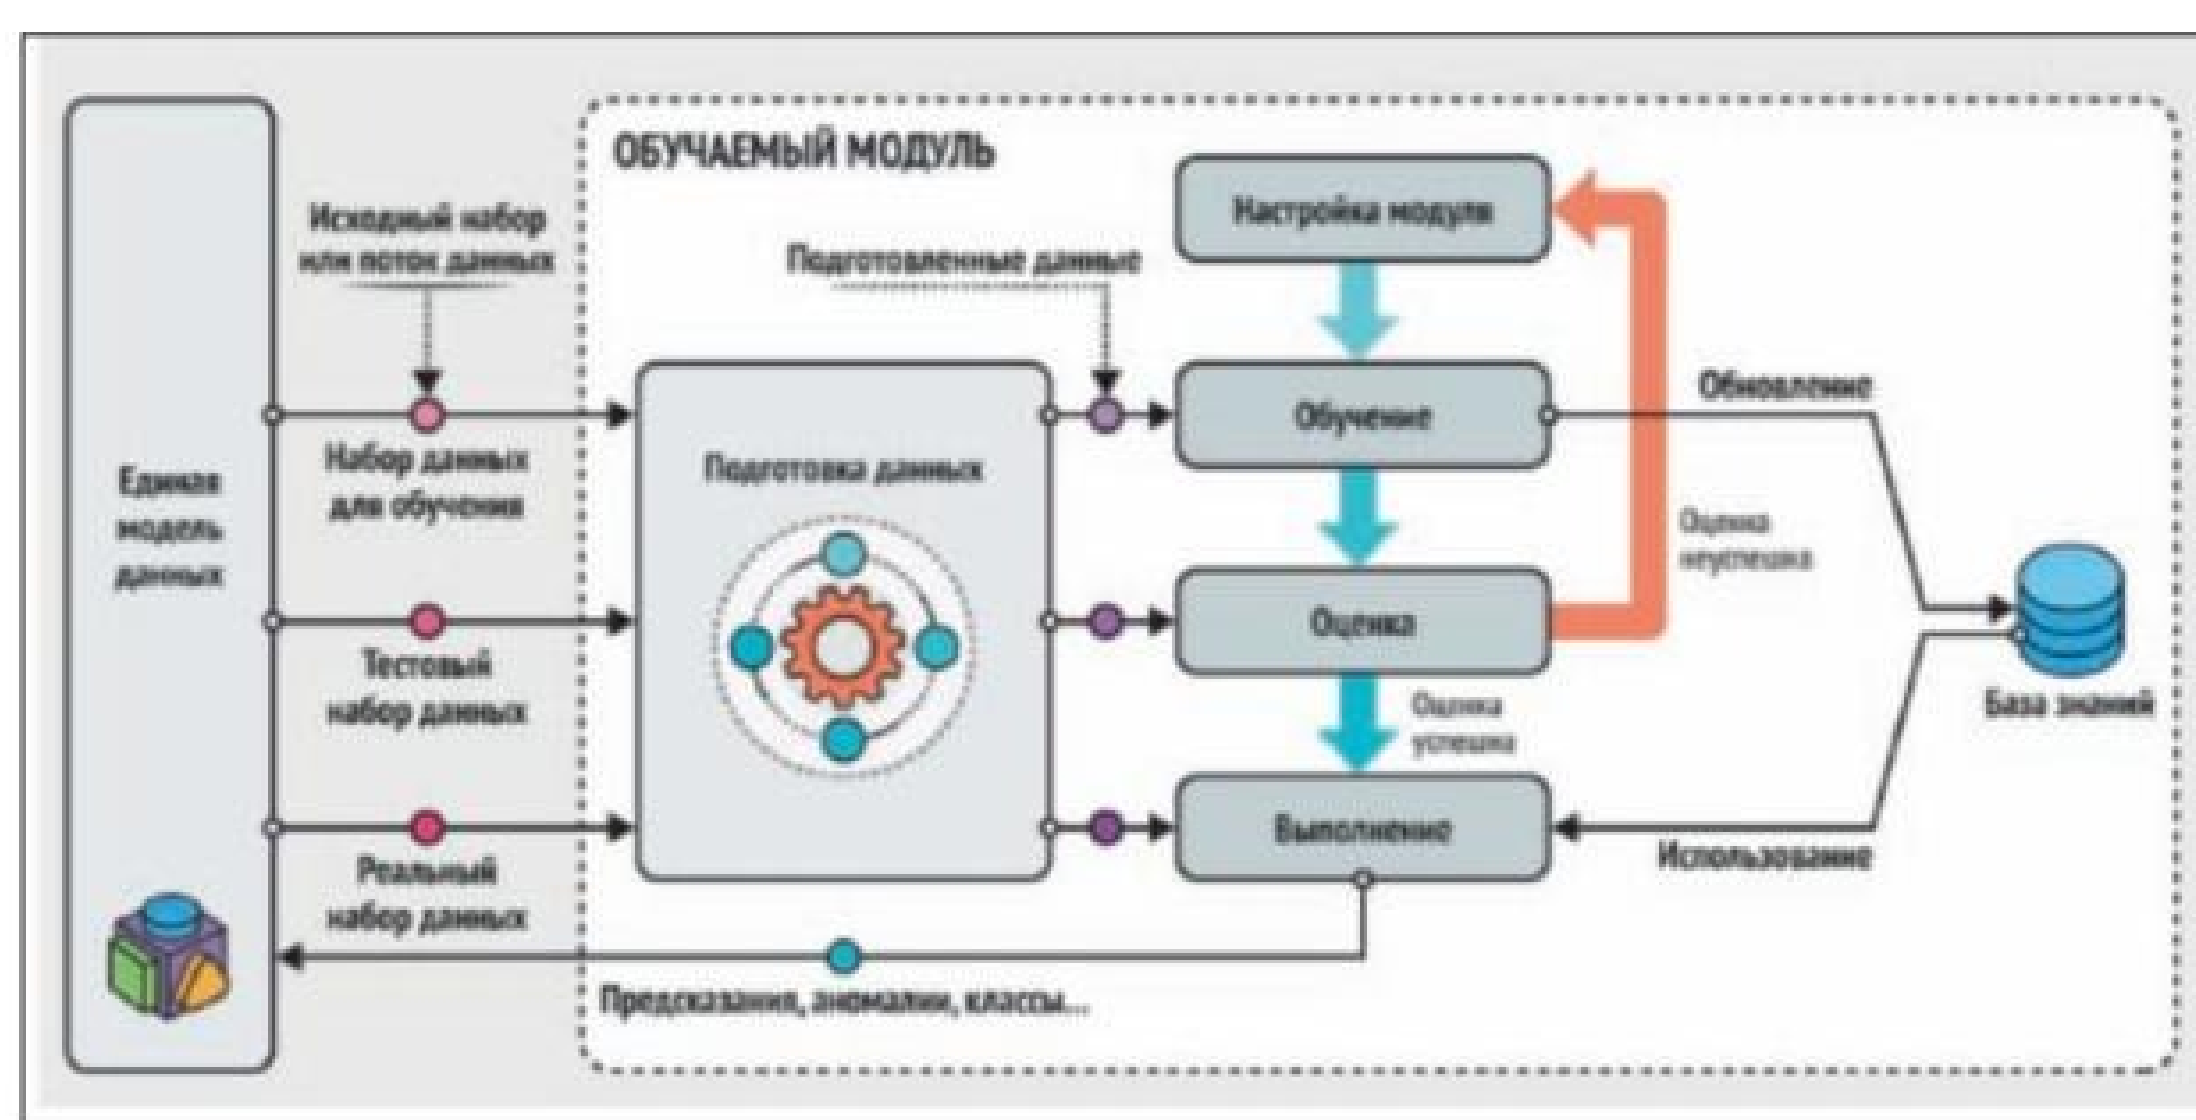 ОБУЧАЕМЫЙ МОДУЛЬ
Исходный набор
или поток данных
Подготовленные данные
Настройка модуля
Обучение
Обновление
Набор данных
для обучения
Подготовка данных
Единая
модель
данных
Оценка
неуспешна
Оценка
Тестовый
набор данных
Оценка
успешна
База знаний
Выполнение
Использование
Реальный
набор данных
Предсказания, аномалии, классы...